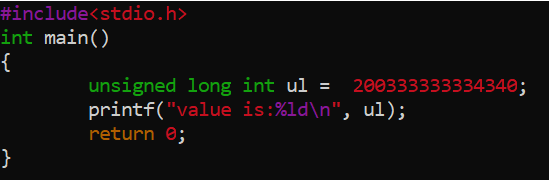 #include<stdio.h>
int main()
{
unsigned long int ul =  200333333334340;
printf("value is:%ld\n", ul);
return 0;
}